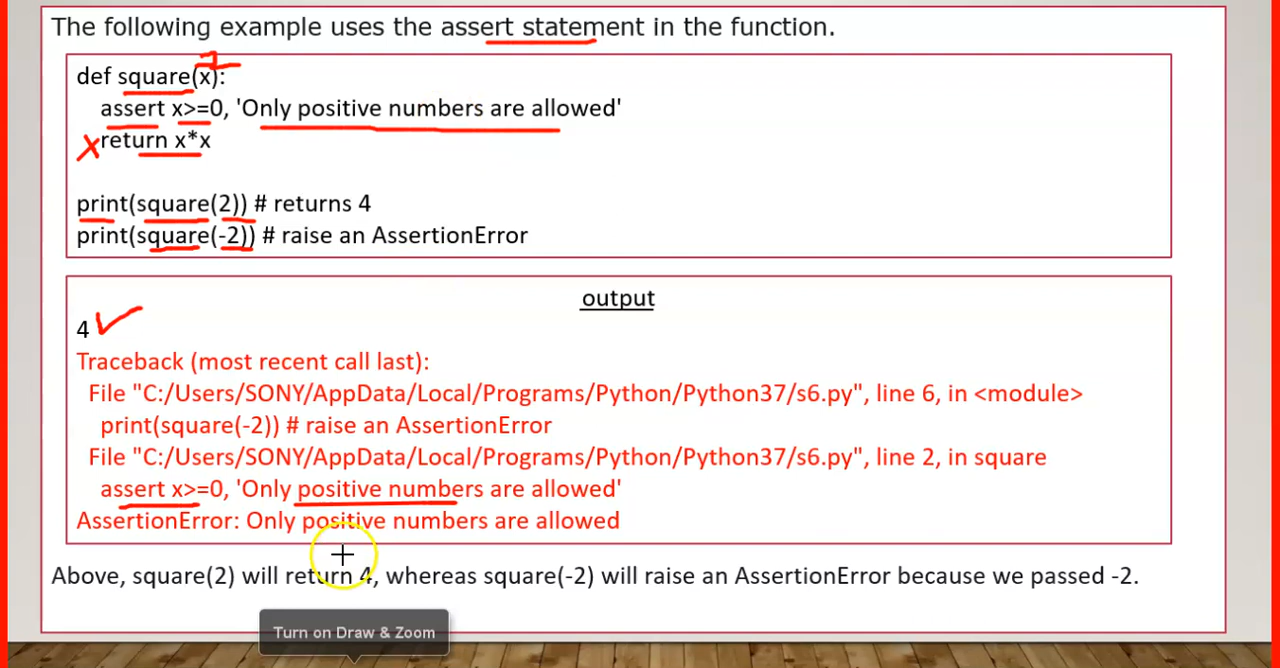 The following example uses the assert statement in the function.
def square(x):
assert x>=0, 'Only positive numbers are allowed'
return x*x
print(square(2)) # returns 4
print(square(-2)) # raise an AssertionError
output
4
Traceback (most recent call last):
File "C:/Users/SONY/AppData/Local/Programs/Python/Python37/s6.py", line 6, in <module>
print(square(-2)) # raise an AssertionError
File "C:/Users/SONY/AppData/Local/Programs/Python/Python37/s6.py", line 2, in square
assert x>=0, 'Only positive numbers are allowed'
AssertionError: Only positive numbers are allowed
Above, square(2) will return 4, whereas square(-2) will raise an AssertionError because we passed -2.
Turn on Draw & Zoom